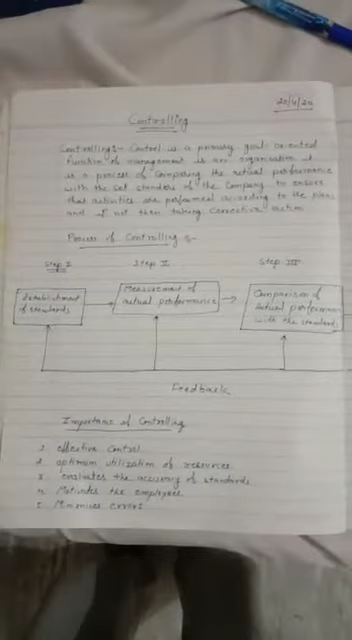 20/4/24
Controlling
Controlling:- Control is a primary goal oriented
function of management in an organisation it
is a process of Comparing the actual performance
with the set standers of the Company to ensure
that activities are performed according to the plans
and if not then taking Corrective action
Process of Controlling :-
Step I Step II Step III
Establishment
of standards
Measurement of
actual performance
Comparison of
actual performance
with the standards
Feedback
Importance of Controlling
1. effective Control
2. optimum utilization of resources
3. evaluates the accuracy of standards
4. Motivates the employees
5. Minimises errors